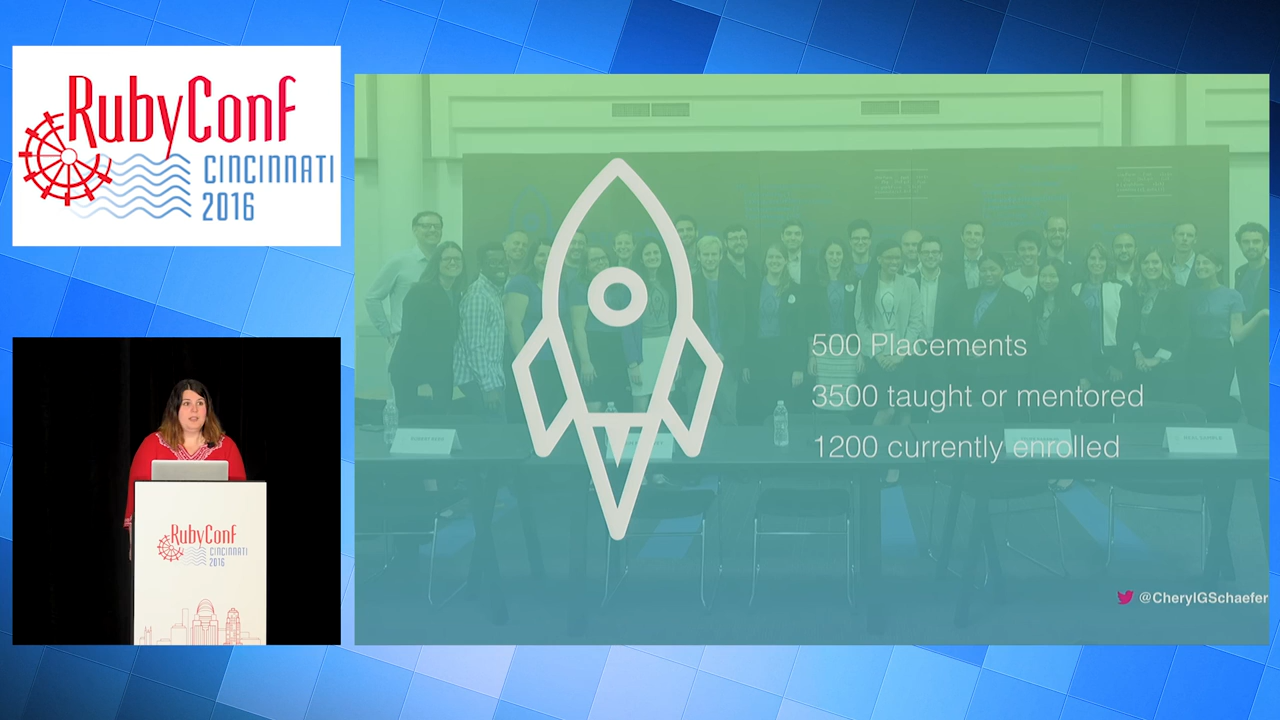 RubyConf
CINCINNATI
2016
500 Placements
3500 taught or mentored
1200 currently enrolled
@CherylGSchaefer
RubyConf
CINCINNATI
2016